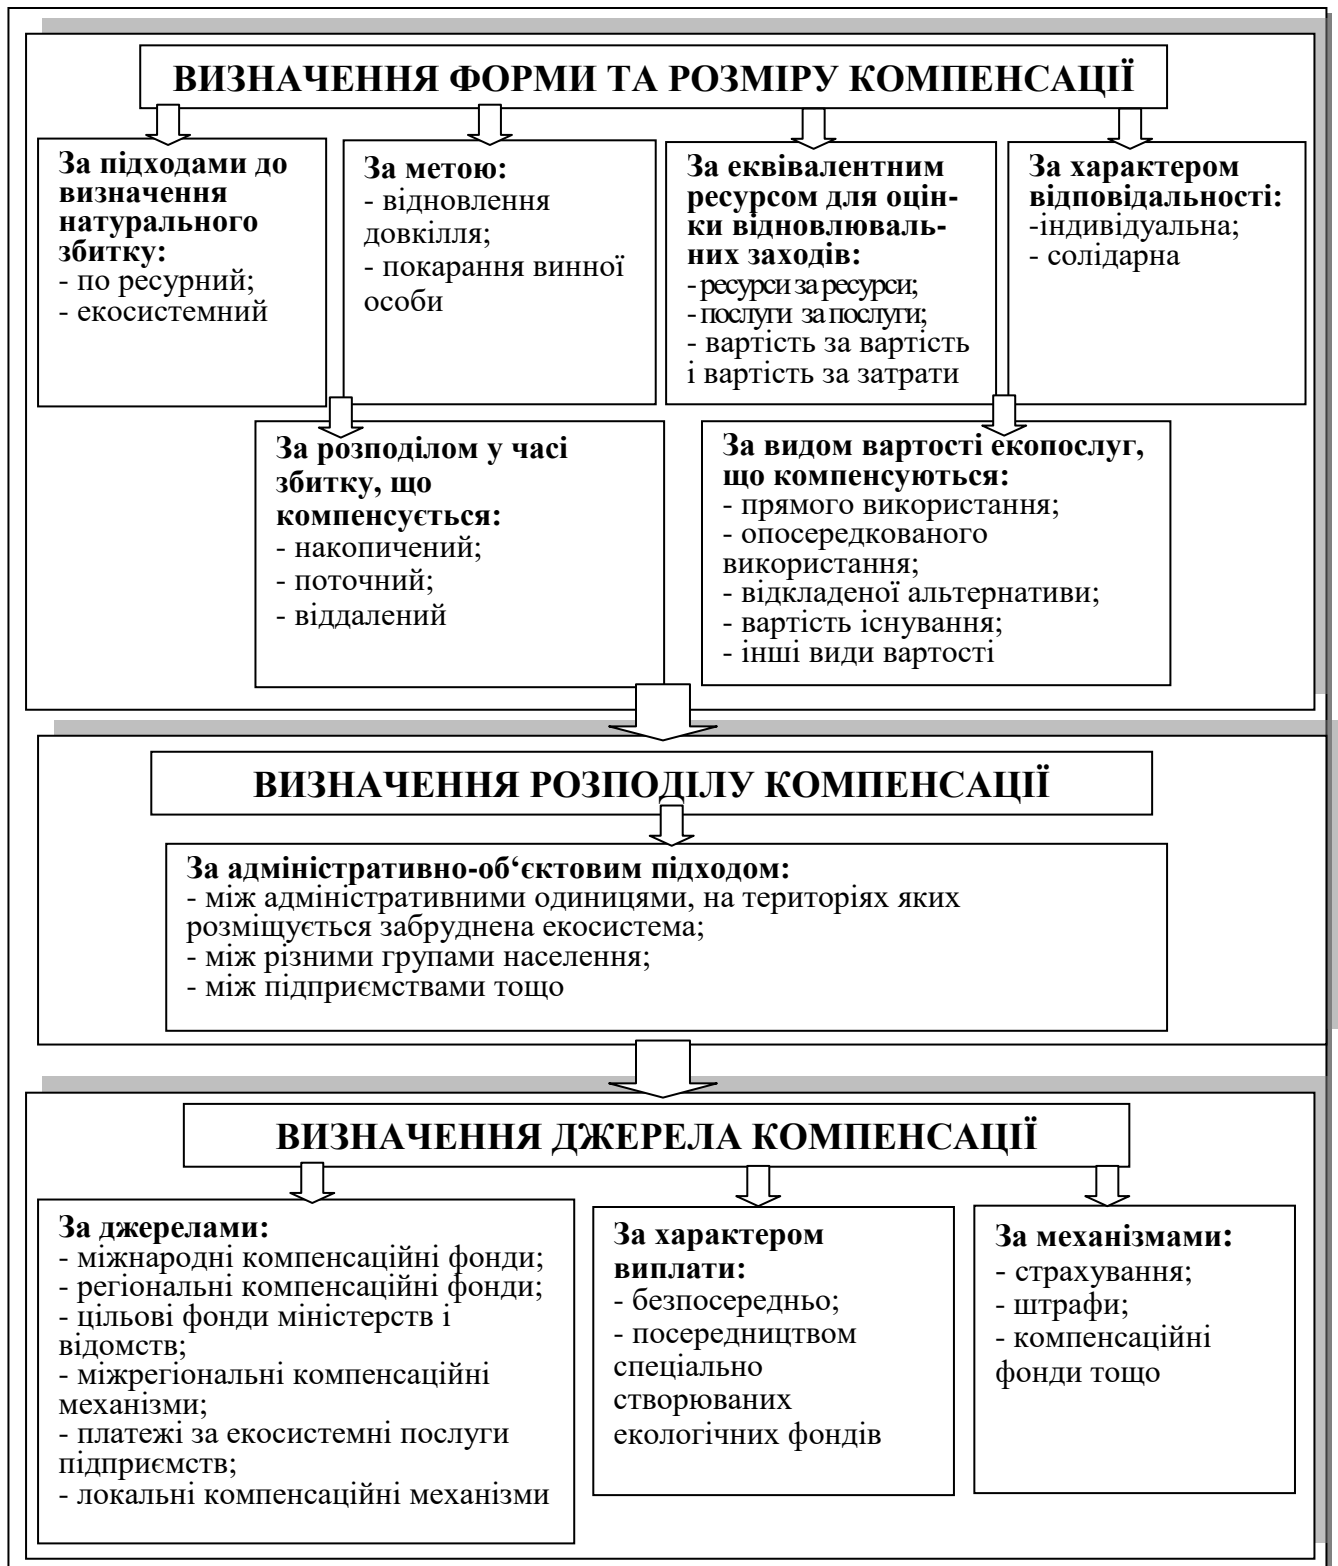 ВИЗНАЧЕННЯ ФОРМИ ТА РОЗМІРУ КОМПЕНСАЦІЇ
За підходами до
визначення
натурального
збитку:
- по ресурний;
- екосистемний
За метою:
- відновлення
довкілля;
- покарання винної
особи
За еквівалентним
ресурсом для оцін-
ки відновлюваль-
них заходів:
- ресурси за ресурси;
- послуги за послуги;
- вартість за вартість
і вартість за затрати
За характером
відповідальності:
-індивідуальна;
- солідарна
За розподілом у часі
збитку, що
компенсується:
- накопичений;
- поточний;
- віддалений
За видом вартості екопослуг,
що компенсуються:
- прямого використання;
- опосередкованого
використання;
- відкладеної альтернативи;
- вартість існування;
- інші види вартості
ВИЗНАЧЕННЯ РОЗПОДІЛУ КОМПЕНСАЦІЇ
За адміністративно-об‘єктовим підходом:
- між адміністративними одиницями, на територіях яких
розміщується забруднена екосистема;
- між різними групами населення;
- між підприємствами тощо
ВИЗНАЧЕННЯ ДЖЕРЕЛА КОМПЕНСАЦІЇ
За джерелами:
- міжнародні компенсаційні фонди;
- регіональні компенсаційні фонди;
- цільові фонди міністерств і
відомств;
- міжрегіональні компенсаційні
механізми;
- платежі за екосистемні послуги
підприємств;
- локальні компенсаційні механізми
За характером
виплати:
- безпосередньо;
- посередництвом
спеціально
створюваних
екологічних фондів
За механізмами:
- страхування;
- штрафи;
- компенсаційні
фонди тощо